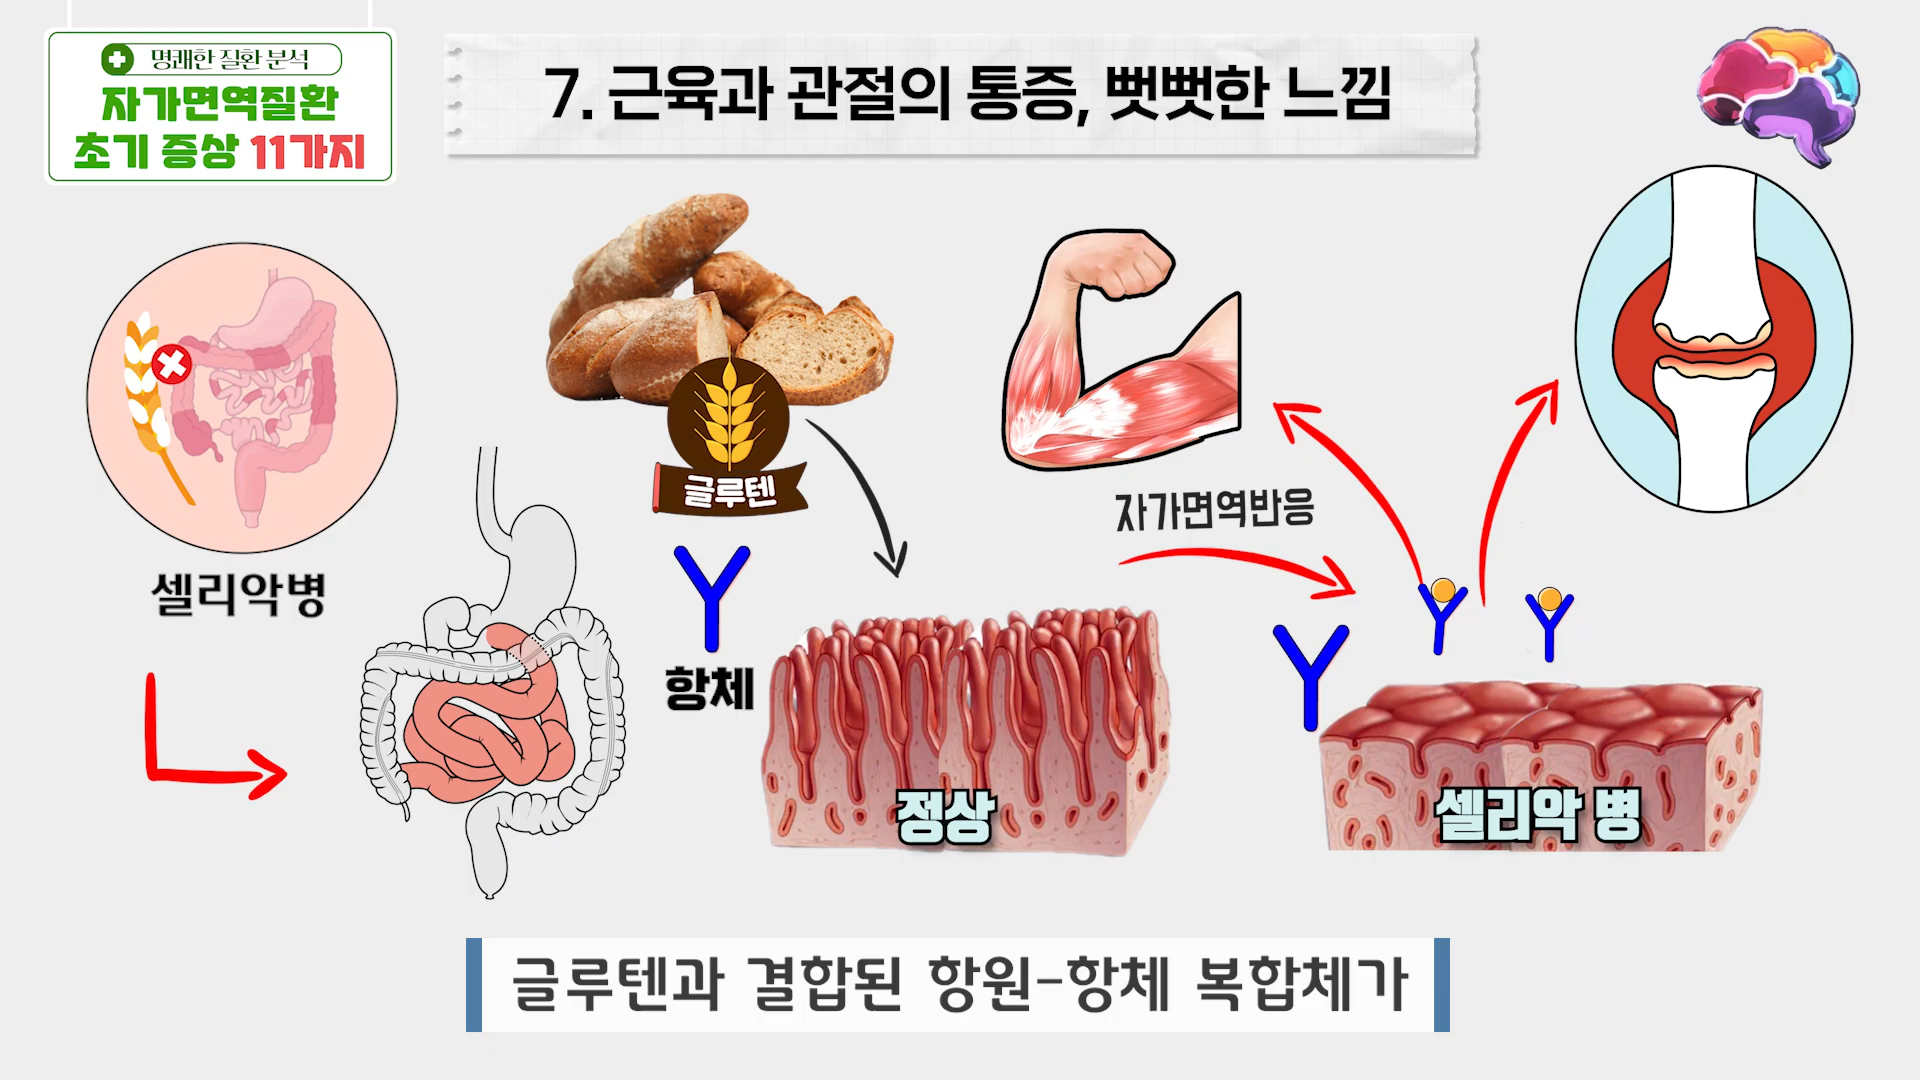 명쾌한 질환 분석
자가면역질환
초기 증상 11가지
7. 근육과 관절의 통증, 뻣뻣한 느낌
글루텐
자가면역반응
셀리악병
항체
정상
셀리악 병
글루텐과 결합된 항원-항체 복합체가